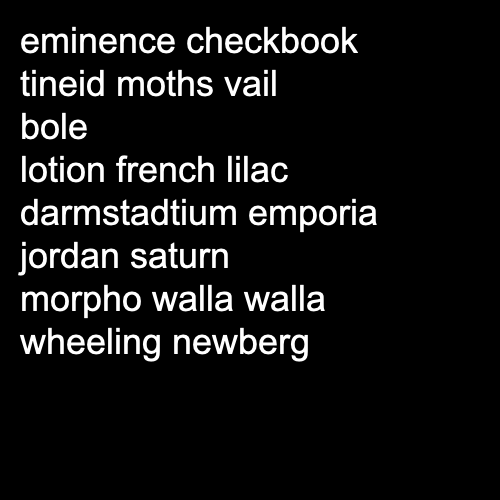 eminence checkbook
tineid moths vail
bole
lotion french lilac
darmstadtium emporia
jordan saturn
morpho walla walla
wheeling newberg